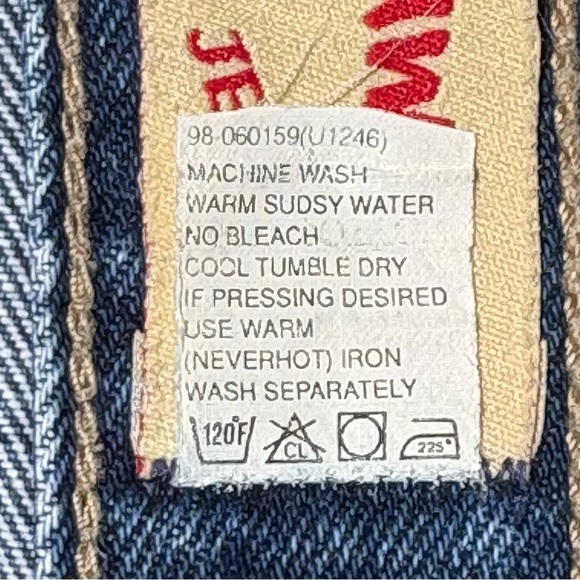 JE
98-060159(U1246)
MACHINE WASH
WARM SUDSY WATER
NO BLEACH
COOL TUMBLE DRY
IF PRESSING DESIRED
USE WARM
(NEVERHOT) IRON
WASH SEPARATELY
120°F CL 225°